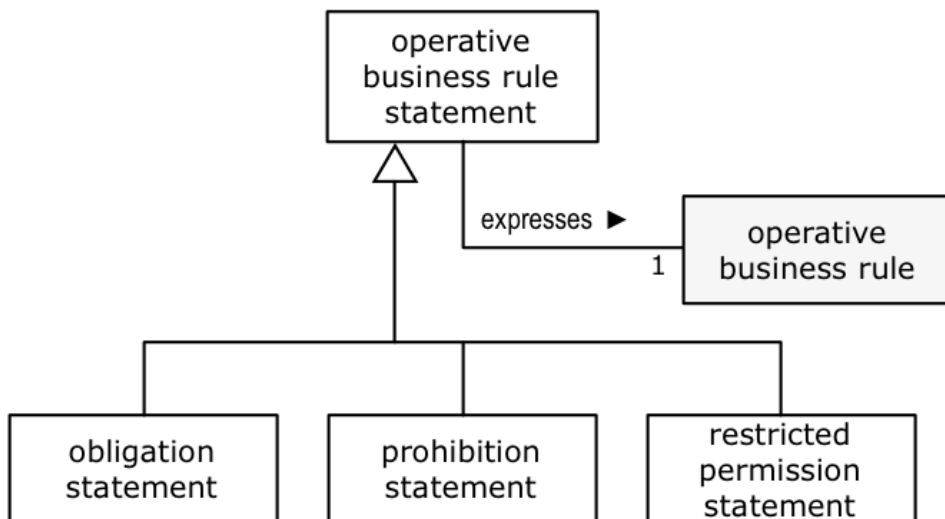 operative
business rule
statement
expresses ►
1
operative
business rule
obligation
statement
prohibition
statement
restricted
permission
statement